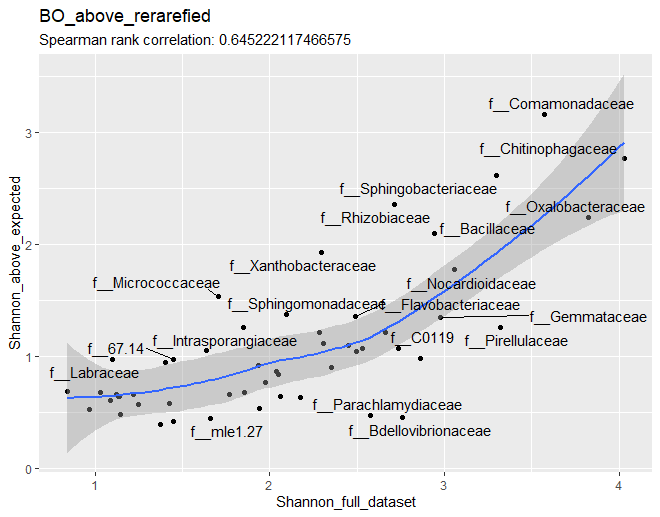 BO_above_rerarefied
Spearman rank correlation: 0.645222117466575
Shannon_above_expected
3
2
1
0
f__Comamonadaceae
f__Chitinophagaceae
f__Sphingobacteriaceae
f__Oxalobacteraceae
f__Rhizobiaceae
f__Bacillaceae
f__Xanthobacteraceae
f__Micrococcaceae
f__Nocardioidaceae
f__Sphingomonadaceae
f__Flavobacteriaceae
f__Gemmataceae
f__67.14
f__Intrasporangiaceae
f__C0119
f__Pirellulaceae
f__Labraceae
f__Parachlamydiaceae
f__mle1.27
f__Bdellovibrionaceae
1
2
3
4
Shannon_full_dataset